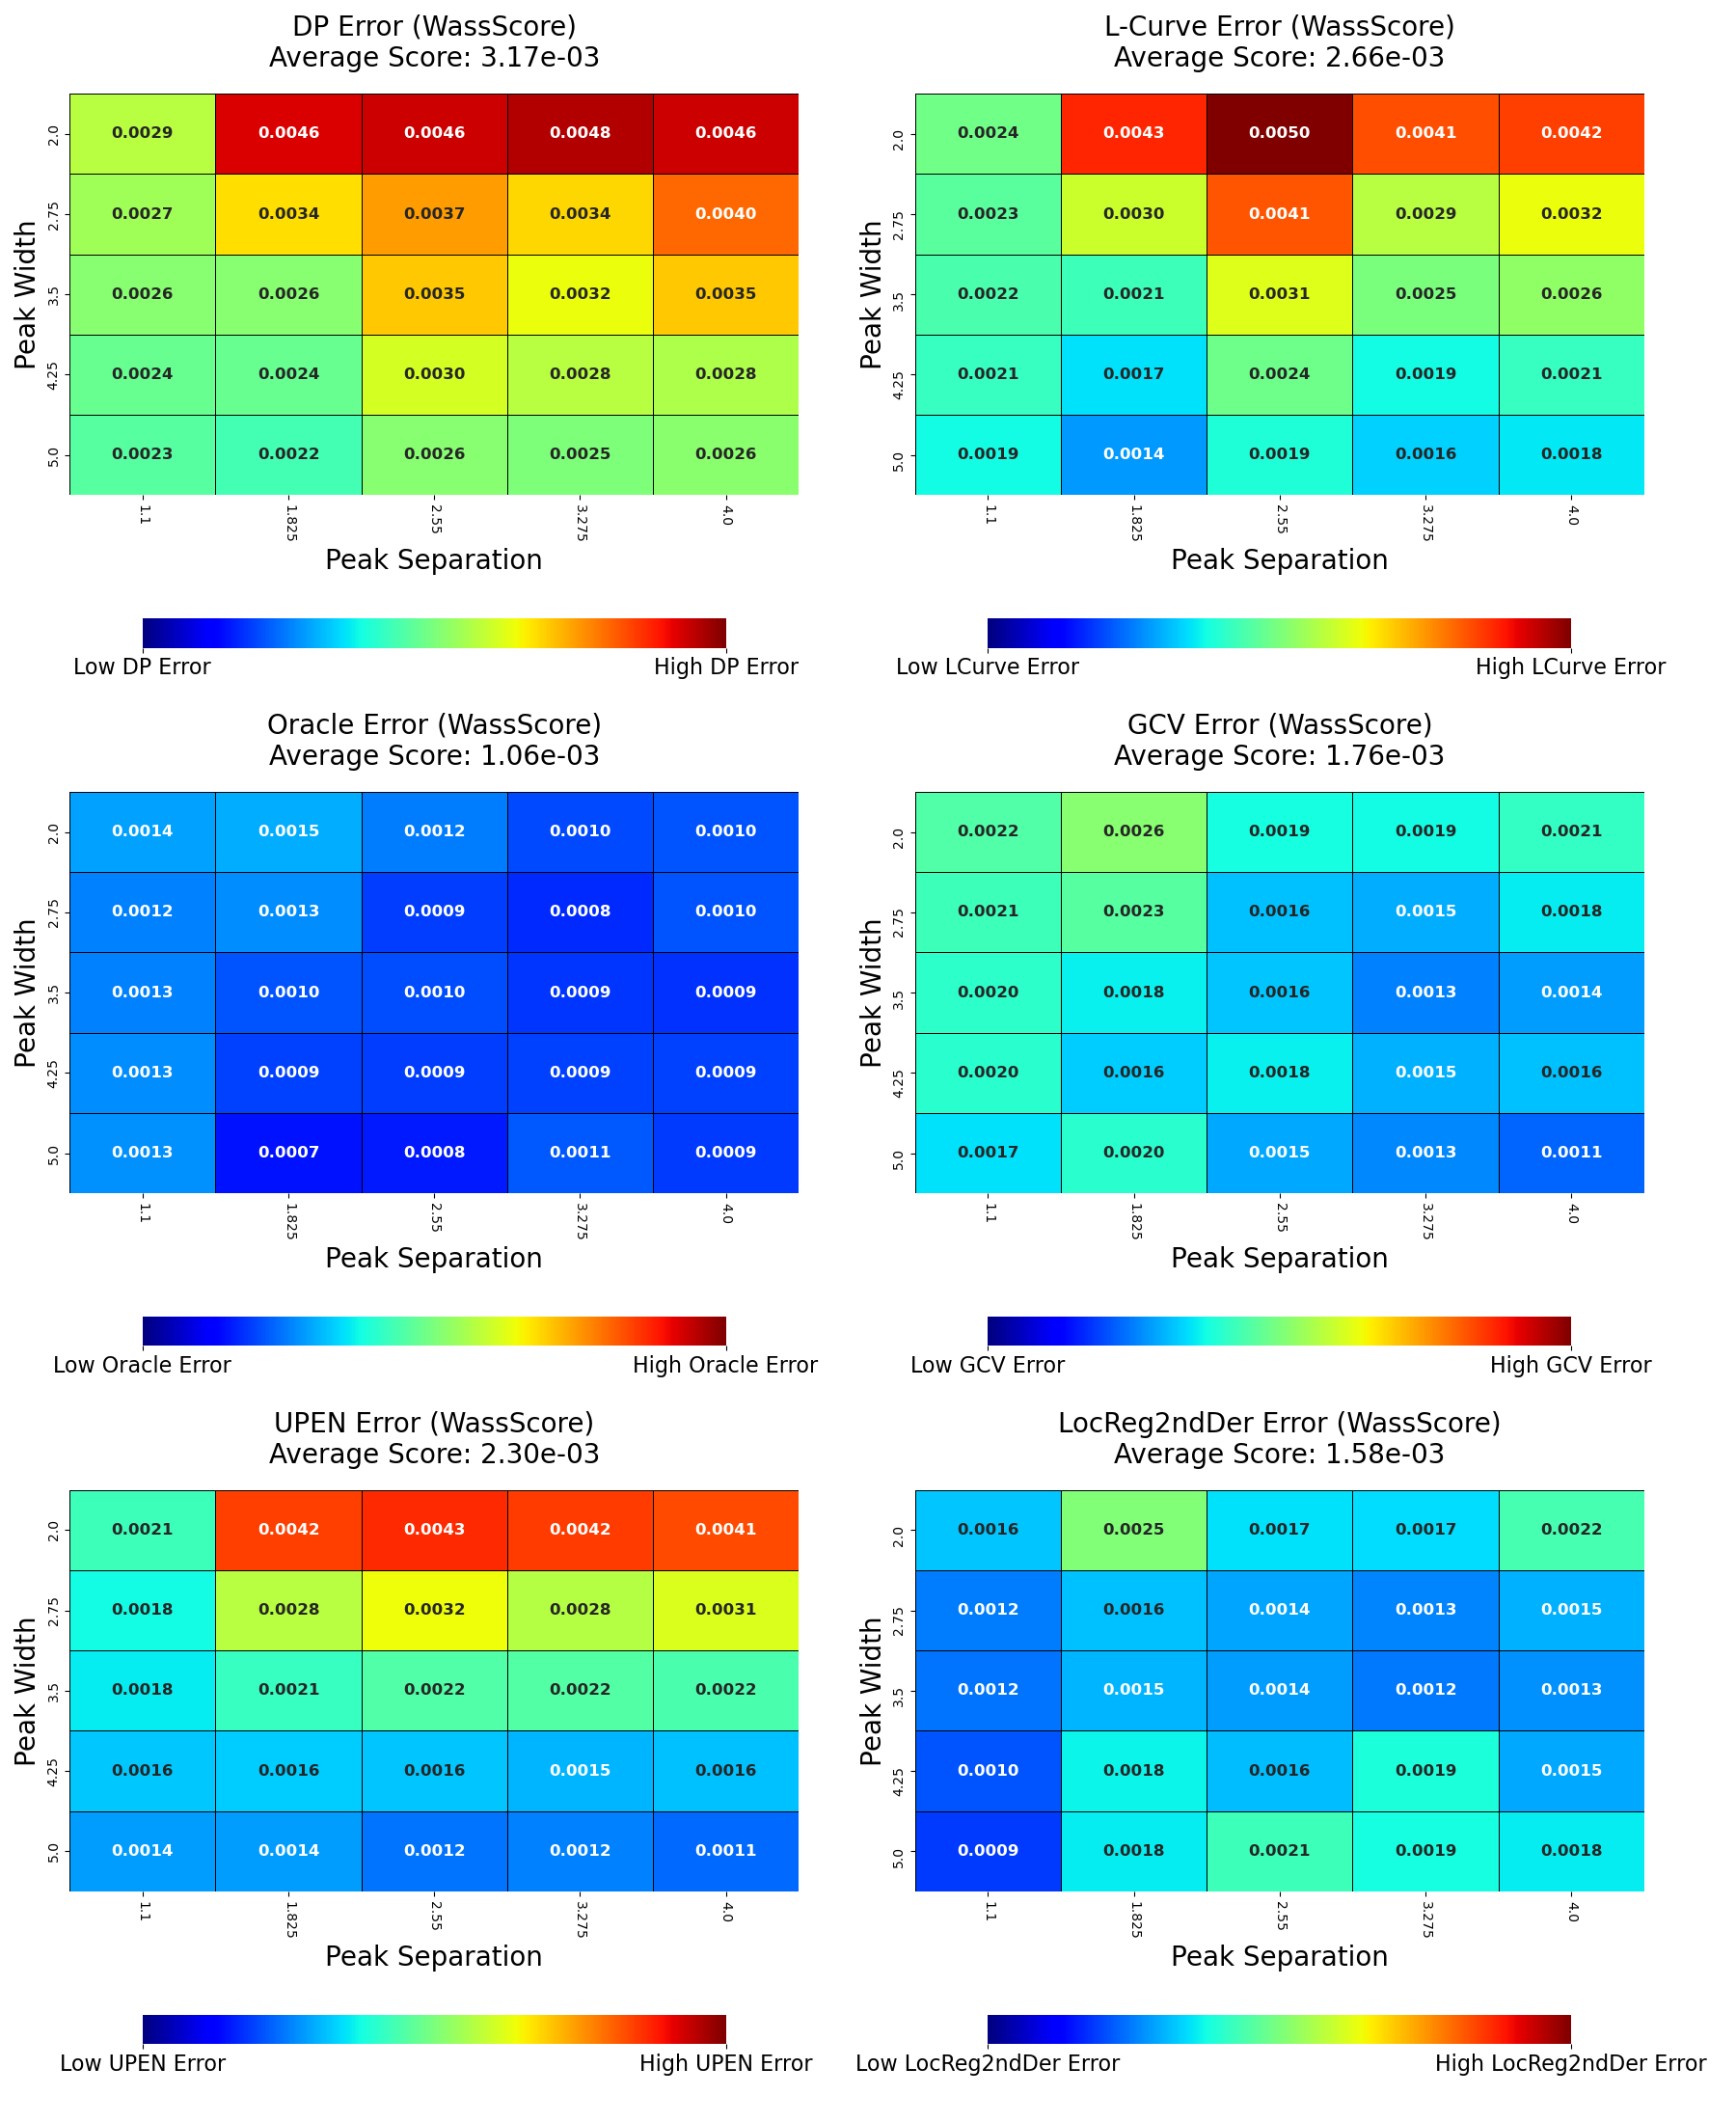 DP Error (WassScore)
Average Score: 3.17e-03
Peak Width
2.0 0.0029 0.0046 0.0046 0.0048 0.0046
2.75 0.0027 0.0034 0.0037 0.0034 0.0040
3.5 0.0026 0.0026 0.0035 0.0032 0.0035
4.25 0.0024 0.0024 0.0030 0.0028 0.0028
5.0 0.0023 0.0022 0.0026 0.0025 0.0026
1.1 1.825 2.55 3.275 4.0
Peak Separation
Low DP Error High DP Error
L-Curve Error (WassScore)
Average Score: 2.66e-03
Peak Width
2.0 0.0024 0.0043 0.0050 0.0041 0.0042
2.75 0.0023 0.0030 0.0041 0.0029 0.0032
3.5 0.0022 0.0021 0.0031 0.0025 0.0026
4.25 0.0021 0.0017 0.0024 0.0019 0.0021
5.0 0.0019 0.0014 0.0019 0.0016 0.0018
1.1 1.825 2.55 3.275 4.0
Peak Separation
Low LCurve Error High LCurve Error
Oracle Error (WassScore)
Average Score: 1.06e-03
Peak Width
2.0 0.0014 0.0015 0.0012 0.0010 0.0010
2.75 0.0012 0.0013 0.0009 0.0008 0.0010
3.5 0.0013 0.0010 0.0010 0.0009 0.0009
4.25 0.0013 0.0009 0.0009 0.0009 0.0009
5.0 0.0013 0.0007 0.0008 0.0011 0.0009
1.1 1.825 2.55 3.275 4.0
Peak Separation
Low Oracle Error High Oracle Error
GCV Error (WassScore)
Average Score: 1.76e-03
Peak Width
2.0 0.0022 0.0026 0.0019 0.0019 0.0021
2.75 0.0021 0.0023 0.0016 0.0015 0.0018
3.5 0.0020 0.0018 0.0016 0.0013 0.0014
4.25 0.0020 0.0016 0.0018 0.0015 0.0016
5.0 0.0017 0.0020 0.0015 0.0013 0.0011
1.1 1.825 2.55 3.275 4.0
Peak Separation
Low GCV Error High GCV Error
UPEN Error (WassScore)
Average Score: 2.30e-03
Peak Width
2.0 0.0021 0.0042 0.0043 0.0042 0.0041
2.75 0.0018 0.0028 0.0032 0.0028 0.0031
3.5 0.0018 0.0021 0.0022 0.0022 0.0022
4.25 0.0016 0.0016 0.0016 0.0015 0.0016
5.0 0.0014 0.0014 0.0012 0.0012 0.0011
1.1 1.825 2.55 3.275 4.0
Peak Separation
Low UPEN Error High UPEN Error
LocReg2ndDer Error (WassScore)
Average Score: 1.58e-03
Peak Width
2.0 0.0016 0.0025 0.0017 0.0017 0.0022
2.75 0.0012 0.0016 0.0014 0.0013 0.0015
3.5 0.0012 0.0015 0.0014 0.0012 0.0013
4.25 0.0010 0.0018 0.0016 0.0019 0.0015
5.0 0.0009 0.0018 0.0021 0.0019 0.0018
1.1 1.825 2.55 3.275 4.0
Peak Separation
Low LocReg2ndDer Error High LocReg2ndDer Error